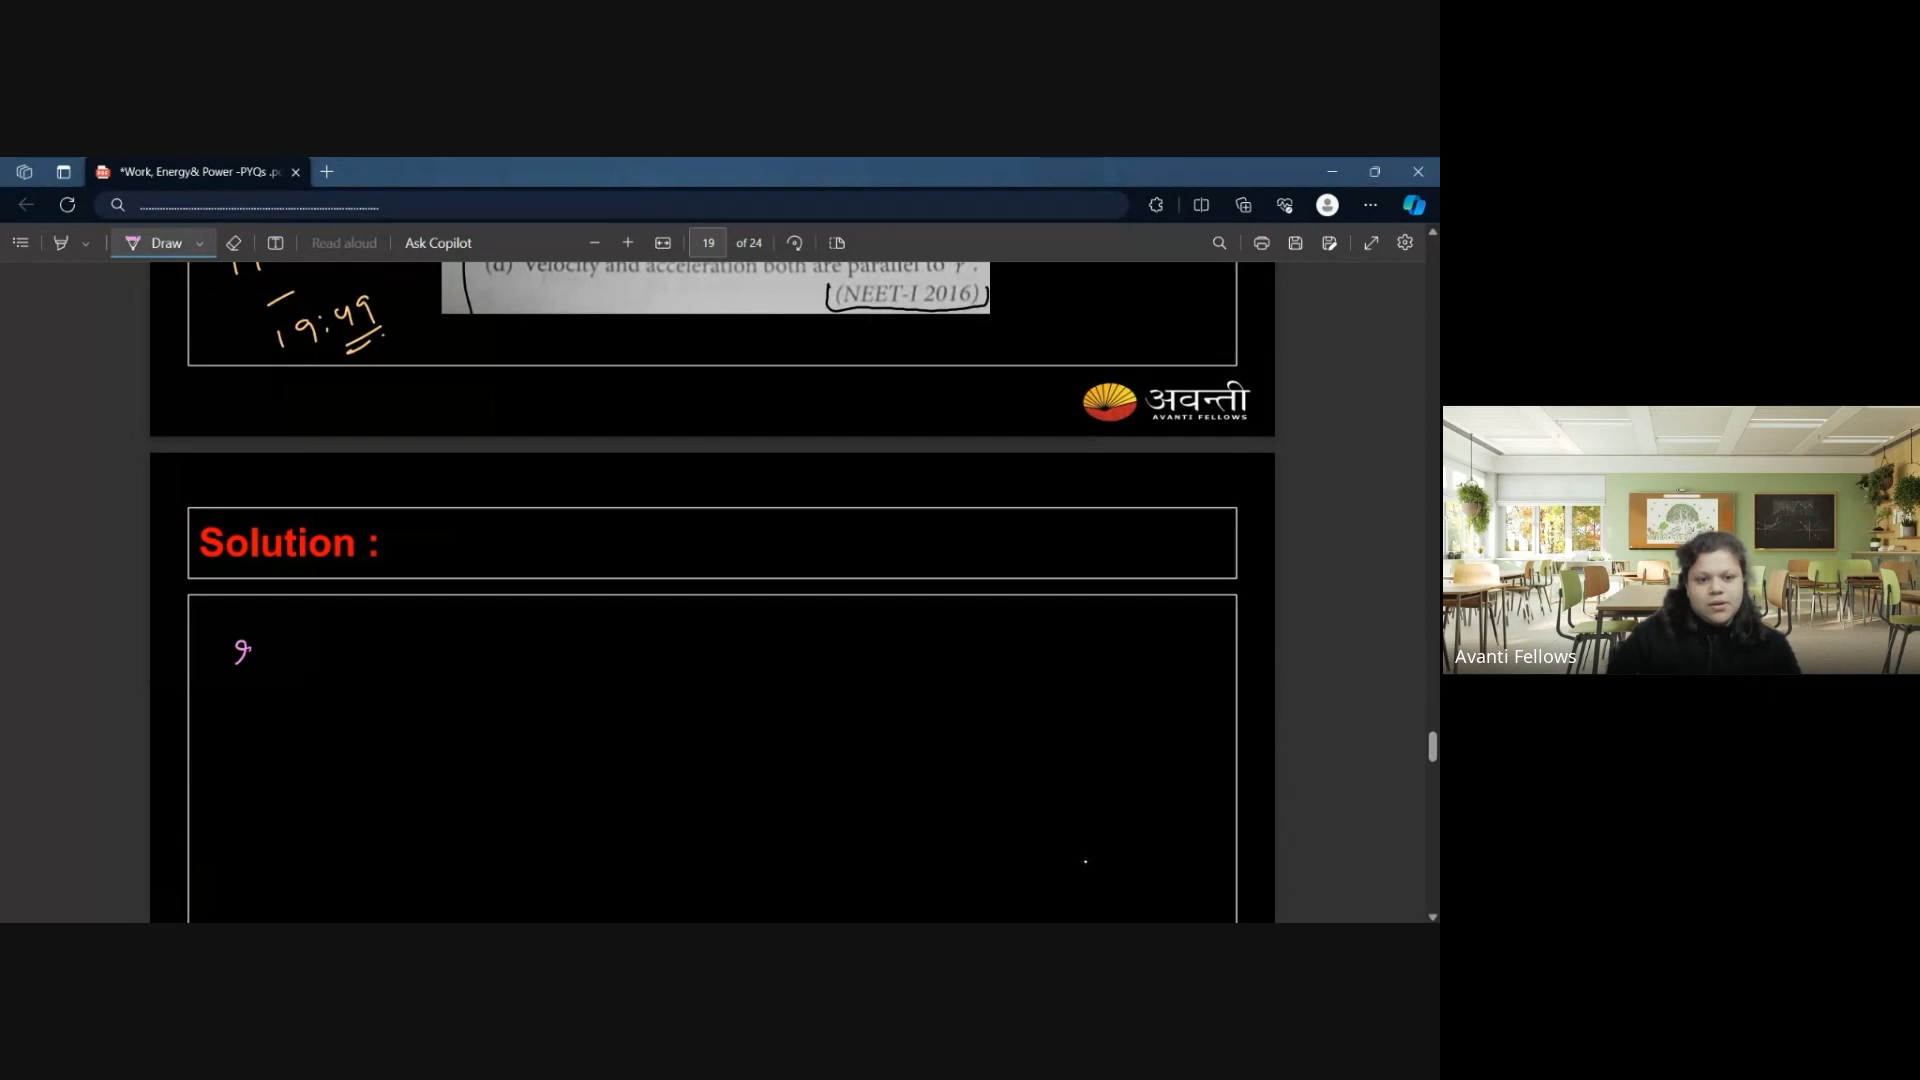 *Work, Energy& Power -PYQs .p
Draw
Read aloud
Ask Copilot
19
of 24
(d) Velocity and acceleration both are parallel to r .
(NEET-I 2016)
19:49
अवन्ती
AVANTI FELLOWS
Solution :
Avanti Fellows